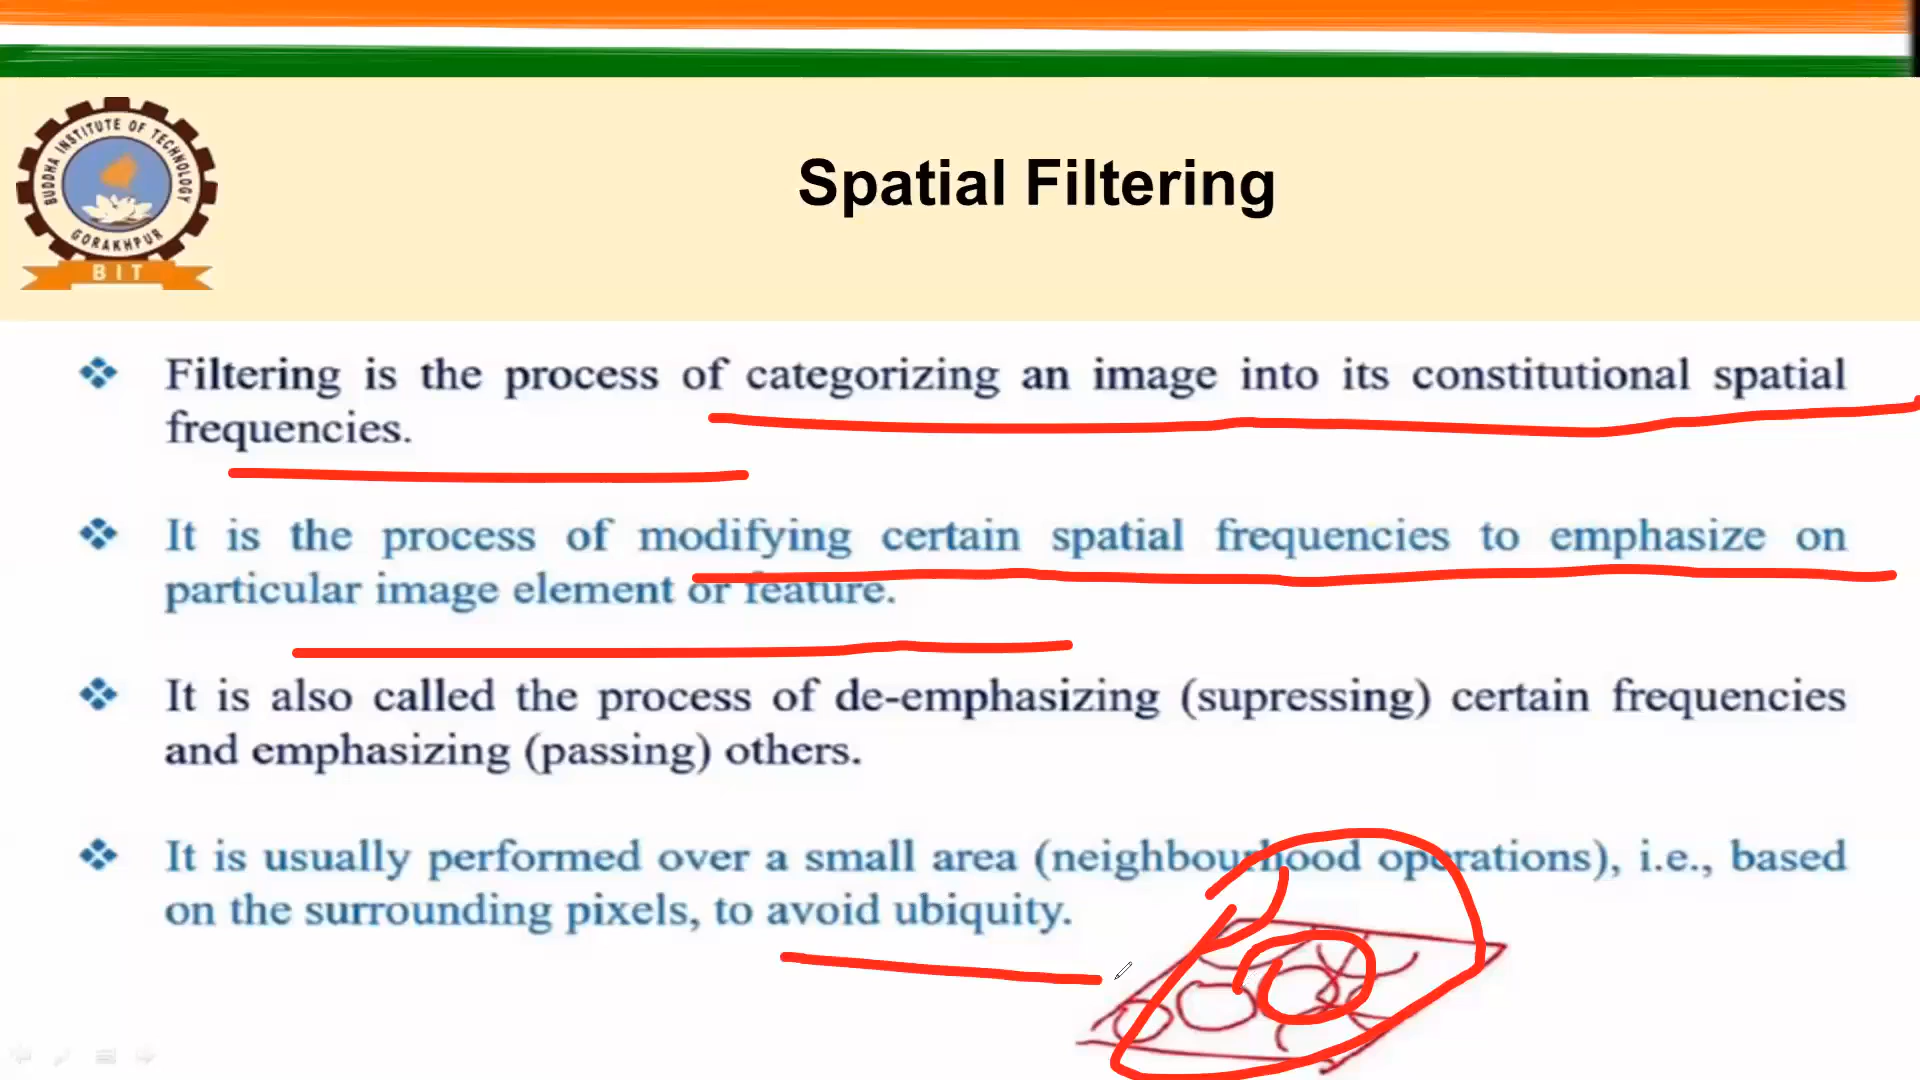 BUDDHA INSTITUTE OF TECHNOLOGY
GORAKHPUR
BIT
Spatial Filtering
Filtering is the process of categorizing an image into its constitutional spatial
frequencies.
It is the process of modifying certain spatial frequencies to emphasize on
particular image element or feature.
It is also called the process of de-emphasizing (supressing) certain frequencies
and emphasizing (passing) others.
It is usually performed over a small area (neighbourhood operations), i.e., based
on the surrounding pixels, to avoid ubiquity.